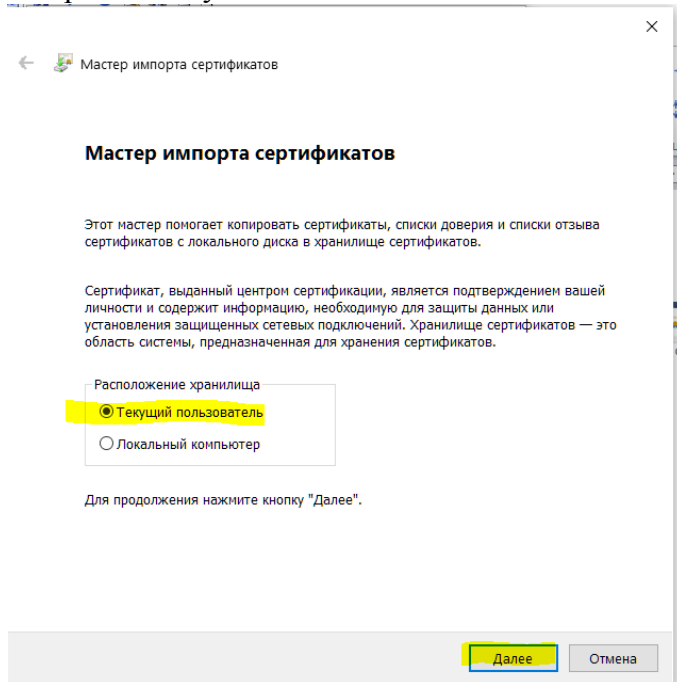 Мастер импорта сертификатов
Мастер импорта сертификатов
Этот мастер помогает копировать сертификаты, списки доверия и списки отзыва
сертификатов с локального диска в хранилище сертификатов.
Сертификат, выданный центром сертификации, является подтверждением вашей
личности и содержит информацию, необходимую для защиты данных или
установления защищенных сетевых подключений. Хранилище сертификатов — это
область системы, предназначенная для хранения сертификатов.
Расположение хранилища
Текущий пользователь
Локальный компьютер
Для продолжения нажмите кнопку "Далее".
Далее Отмена